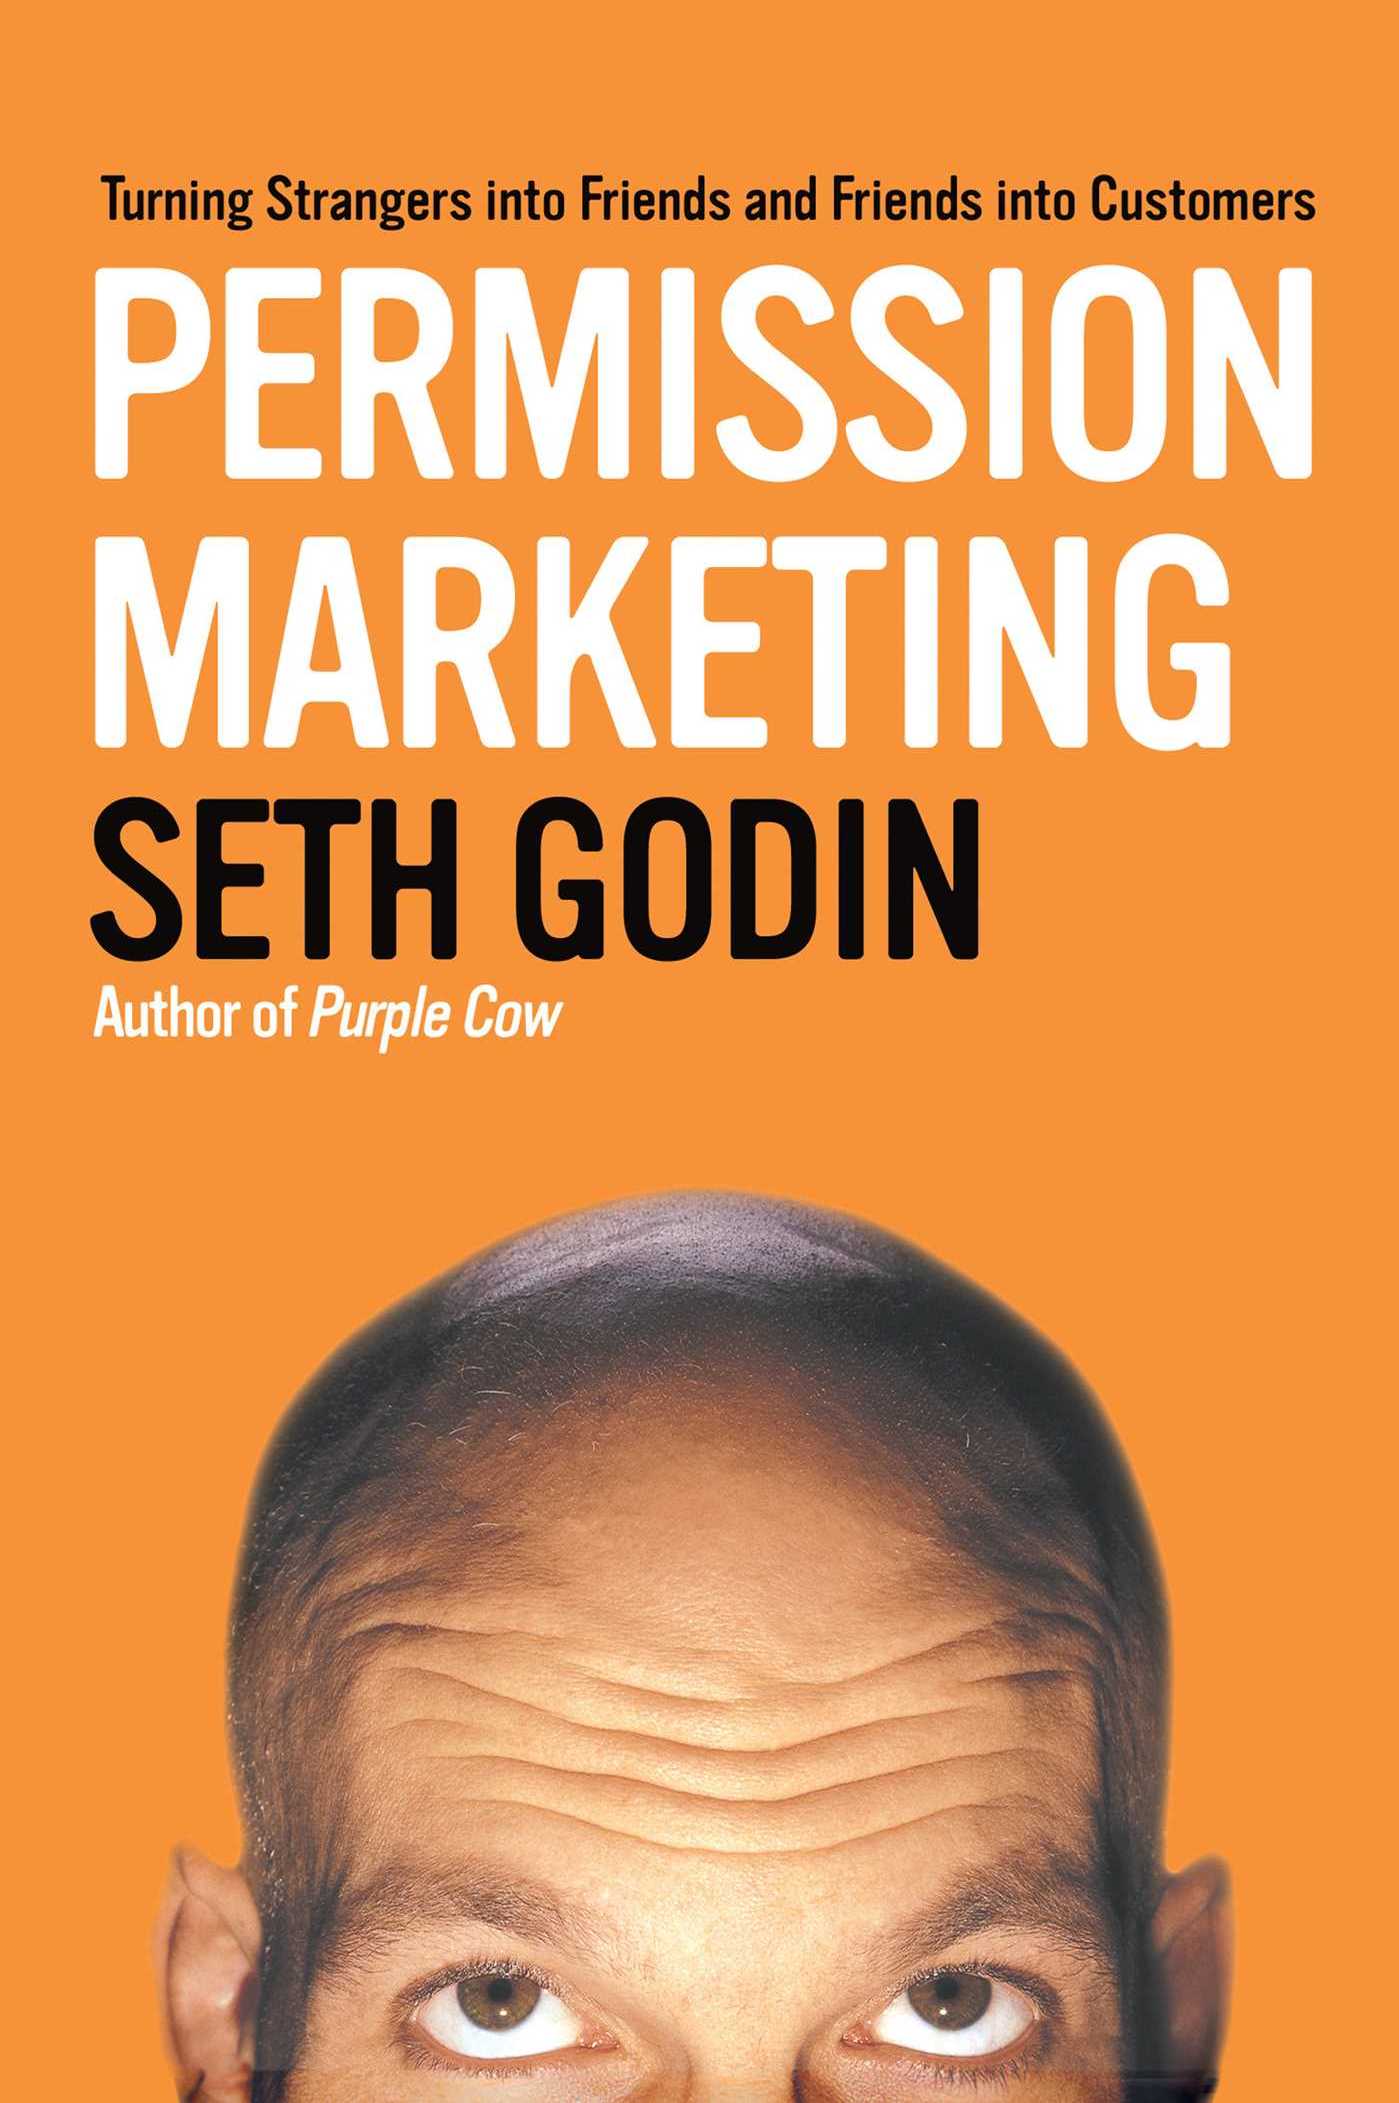 Turning Strangers into Friends and Friends into Customers
PERMISSION
MARKETING
SETH GODIN
Author of Purple Cow